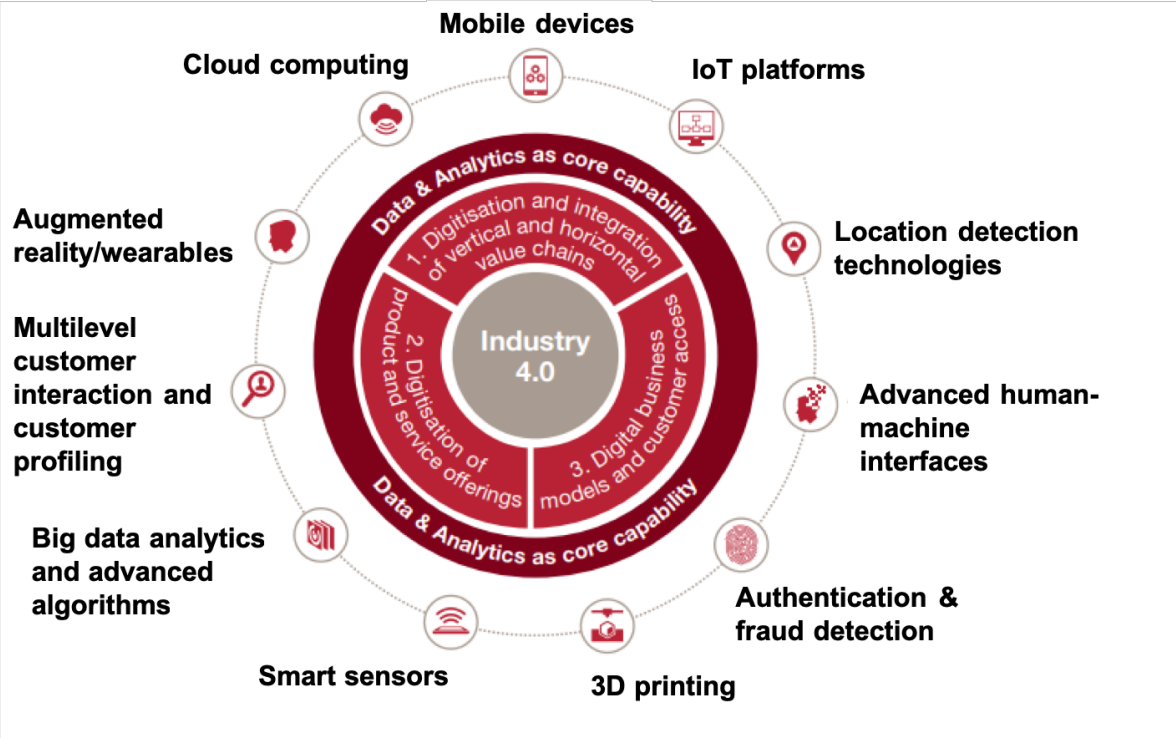 Mobile devices
Cloud computing
IoT platforms
Data & Analytics as core capability
1. Digitisation and integration
of vertical and horizontal
value chains
Augmented
reality/wearables
Location detection
technologies
Industry
4.0
2. Digitisation of
product and service offerings
3. Digital business
models and customer access
Multilevel
customer
interaction and
customer
profiling
Advanced human-
machine
interfaces
Data & Analytics as core capability
Big data analytics
and advanced
algorithms
Authentication &
fraud detection
Smart sensors
3D printing